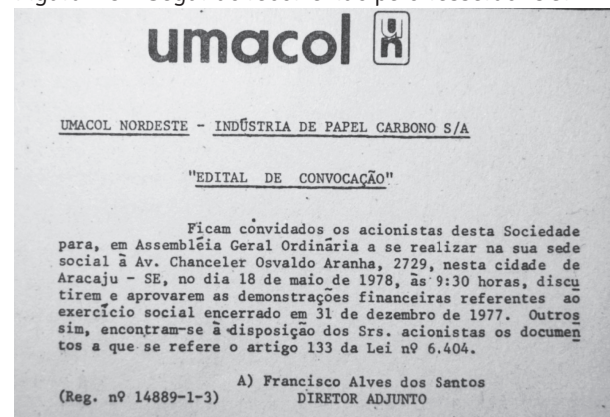 umacol
UMACOL NORDESTE - INDÚSTRIA DE PAPEL CARBONO S/A
"EDITAL DE CONVOCAÇÃO"
Ficam convidados os acionistas desta Sociedade
para, em Assembléia Geral Ordinária a se realizar na sua sede
social à Av. Chanceler Osvaldo Aranha, 2729, nesta cidade de
Aracaju - SE, no dia 18 de maio de 1978, às 9:30 horas, discu
tirem e aprovarem as demonstrações financeiras referentes ao
exercício social encerrado em 31 de dezembro de 1977. Outros
sim, encontram-se à disposição dos Srs. acionistas os documen
tos a que se refere o artigo 133 da Lei nº 6.404.
A) Francisco Alves dos Santos
(Reg. nº 14889-1-3) DIRETOR ADJUNTO